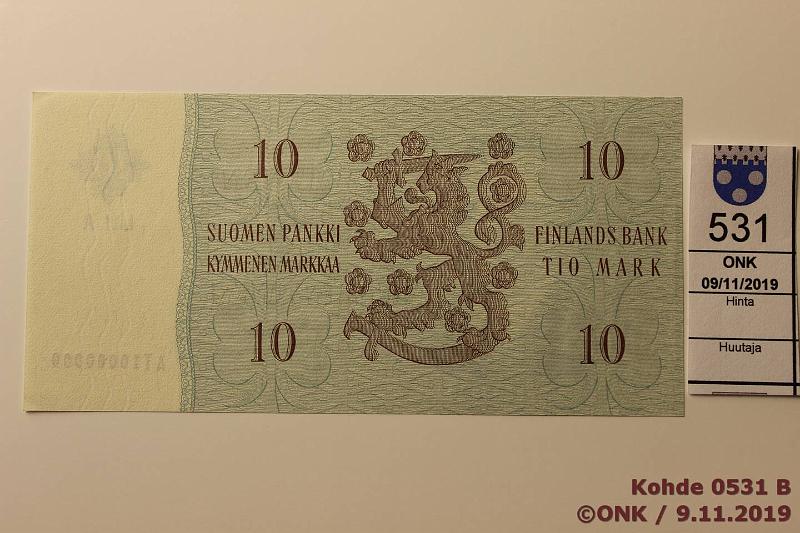 10
10
SUOMEN PANKKI
KYMMENEN MARKKAA
FINLANDS BANK
TIO MARK
10
10
531
ONK
09/11/2019
Hinta
Huutaja
Kohde 0531 B
©ONK / 9.11.2019